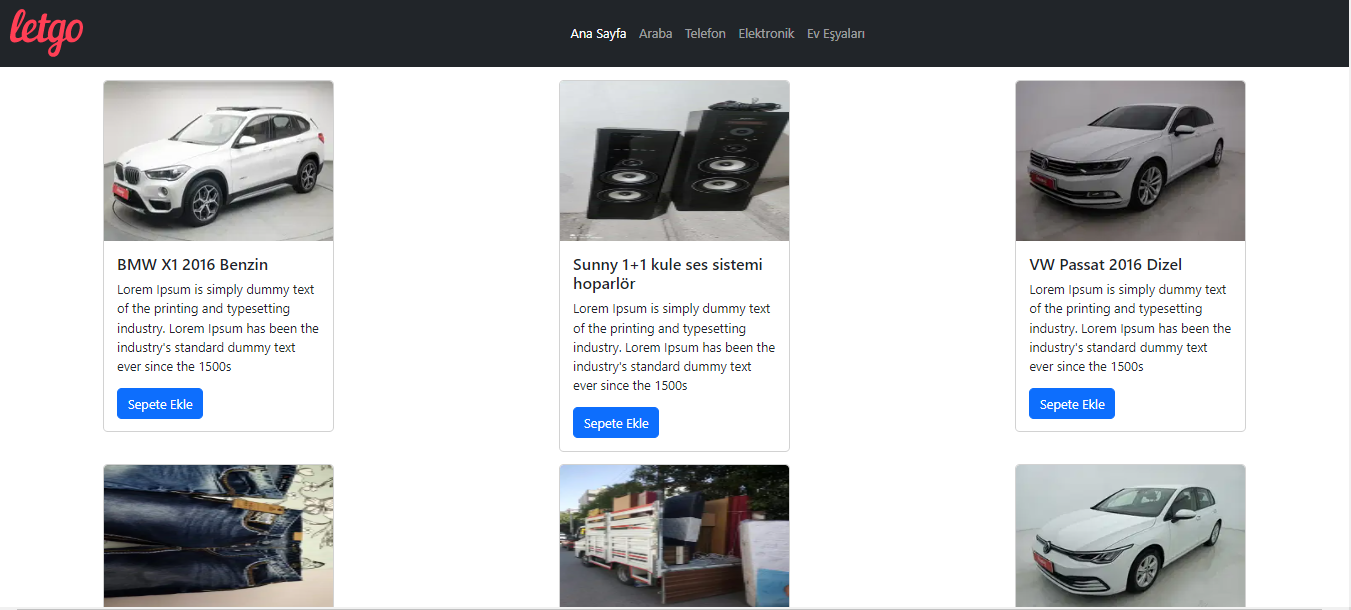 letgo
Ana Sayfa Araba Telefon Elektronik Ev Eşyaları
BMW X1 2016 Benzin
Lorem Ipsum is simply dummy text
of the printing and typesetting
industry. Lorem Ipsum has been the
industry's standard dummy text
ever since the 1500s
Sepete Ekle
Sunny 1+1 kule ses sistemi
hoparlör
Lorem Ipsum is simply dummy text
of the printing and typesetting
industry. Lorem Ipsum has been the
industry's standard dummy text
ever since the 1500s
Sepete Ekle
VW Passat 2016 Dizel
Lorem Ipsum is simply dummy text
of the printing and typesetting
industry. Lorem Ipsum has been the
industry's standard dummy text
ever since the 1500s
Sepete Ekle